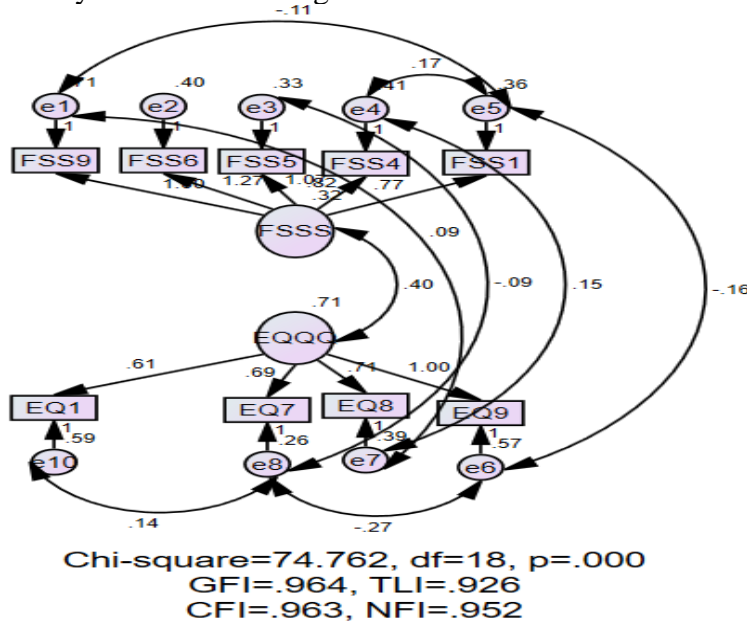 -.11
.71 .40 .33 .41 .17 .36
e1 e2 e3 e4 e5
1 1 1 1 1
FSS9 FSS6 FSS5 FSS4 FSS1
1.00 1.27 .82 .77
.32
FSSS
.09
.40 -.09 .15 -.16
.71
EQQQ
.61 .69 .71 1.00
EQ1 EQ7 EQ8 EQ9
1 1 1 1
.59 .26 .39 .57
e10 e8 e7 e6
.14 -.27
Chi-square=74.762, df=18, p=.000
GFI=.964, TLI=.926
CFI=.963, NFI=.952